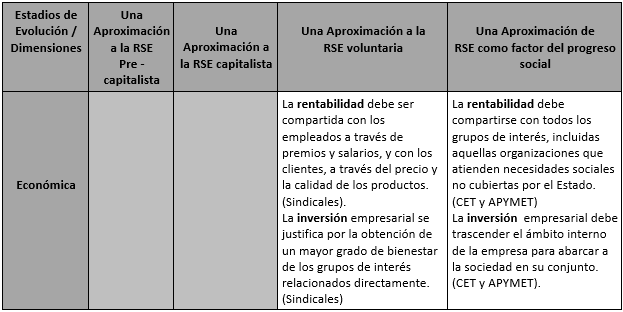 Estadios de
Evolución /
Dimensiones
Una
Aproximación
a la RSE
Pre -
capitalista
Una
Aproximación a
la RSE capitalista
Una Aproximación a la
RSE voluntaria
Una Aproximación de
RSE como factor del progreso
social
Económica
La rentabilidad debe ser
compartida con los
empleados a través de
premios y salarios, y con los
clientes, a través del precio y
la calidad de los productos.
(Sindicales).
La inversión empresarial se
justifica por la obtención de
un mayor grado de bienestar
de los grupos de interés
relacionados directamente.
(Sindicales)
La rentabilidad debe
compartirse con todos los
grupos de interés, incluidas
aquellas organizaciones que
atienden necesidades sociales
no cubiertas por el Estado.
(CET y APYMET)
La inversión empresarial debe
trascender el ámbito interno
de la empresa para abarcar a
la sociedad en su conjunto.
(CET y APYMET).